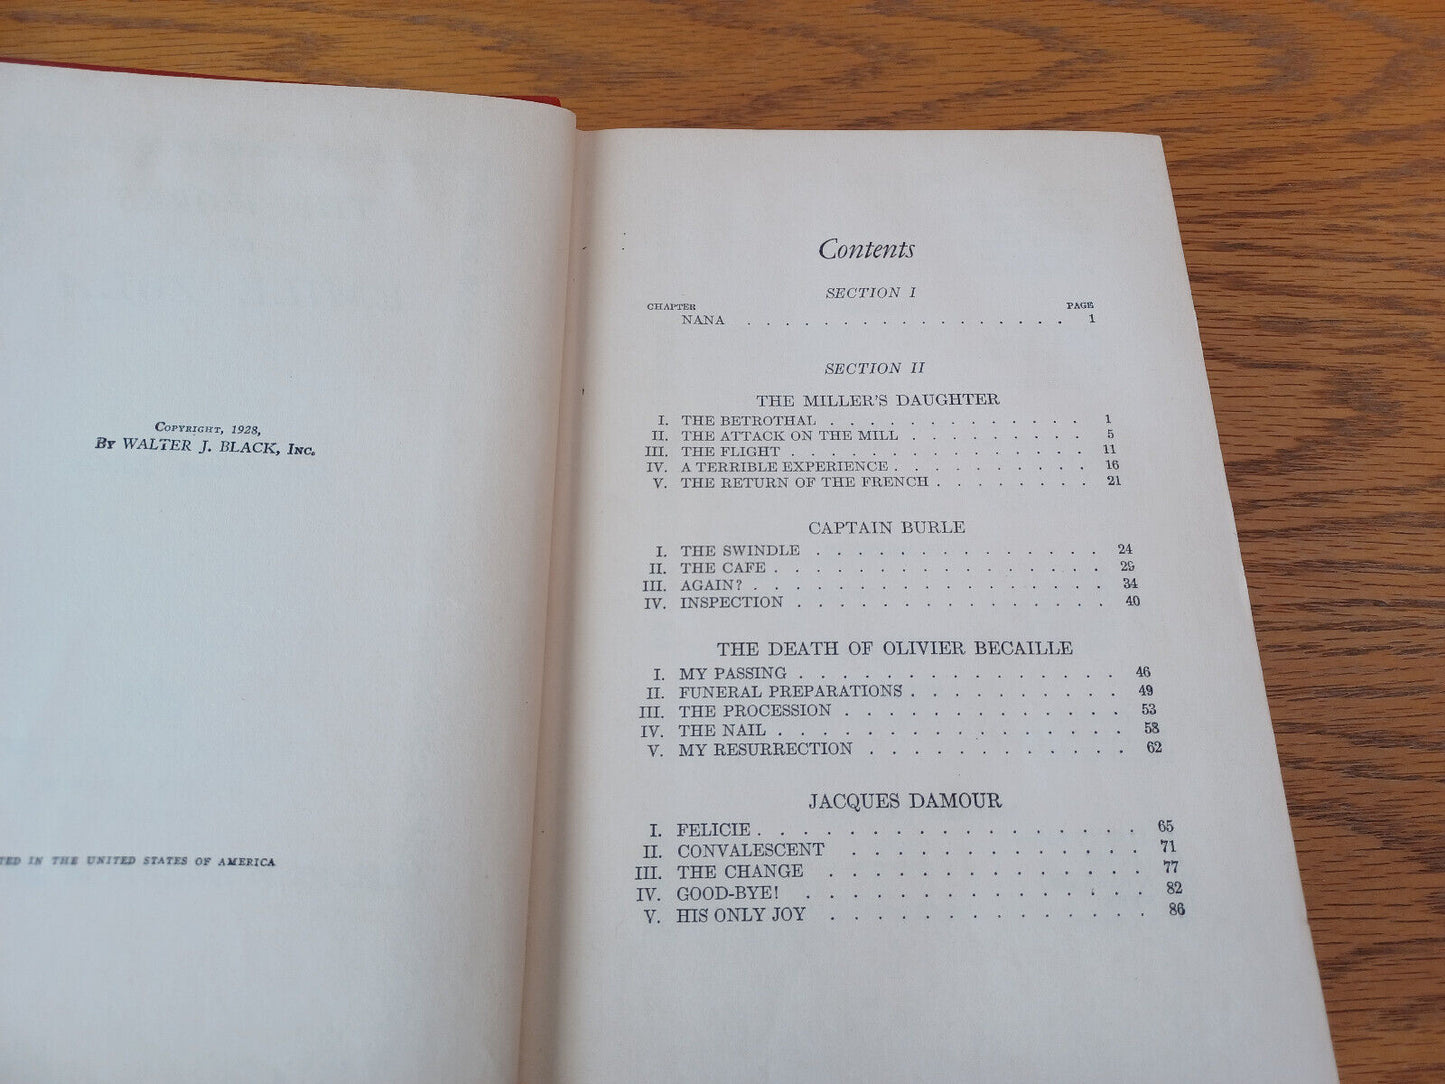 Copyright, 1928,
By WALTER J. BLACK, Inc.
TED IN THE UNITED STATES OF AMERICA
Contents
SECTION I
CHAPTER PAGE
NANA . . . . . . . . . . . . . . . . . 1
SECTION II
THE MILLER'S DAUGHTER
I. THE BETROTHAL . . . . . . . . . . . . . 1
II. THE ATTACK ON THE MILL . . . . . . . . . 5
III. THE FLIGHT . . . . . . . . . . . . . . 11
IV. A TERRIBLE EXPERIENCE . . . . . . . . . . 16
V. THE RETURN OF THE FRENCH . . . . . . . . 21
CAPTAIN BURLE
I. THE SWINDLE . . . . . . . . . . . . . 24
II. THE CAFE . . . . . . . . . . . . . . . 29
III. AGAIN? . . . . . . . . . . . . . . . . 34
IV. INSPECTION . . . . . . . . . . . . . . 40
THE DEATH OF OLIVIER BECAILLE
I. MY PASSING . . . . . . . . . . . . . 46
II. FUNERAL PREPARATIONS . . . . . . . . . 49
III. THE PROCESSION . . . . . . . . . . . . 53
IV. THE NAIL . . . . . . . . . . . . . . . 58
V. MY RESURRECTION . . . . . . . . . . . 62
JACQUES DAMOUR
I. FELICIE . . . . . . . . . . . . . . 65
II. CONVALESCENT . . . . . . . . . . . . 71
III. THE CHANGE . . . . . . . . . . . . . 77
IV. GOOD-BYE! . . . . . . . . . . . . . . 82
V. HIS ONLY JOY . . . . . . . . . . . . . 86